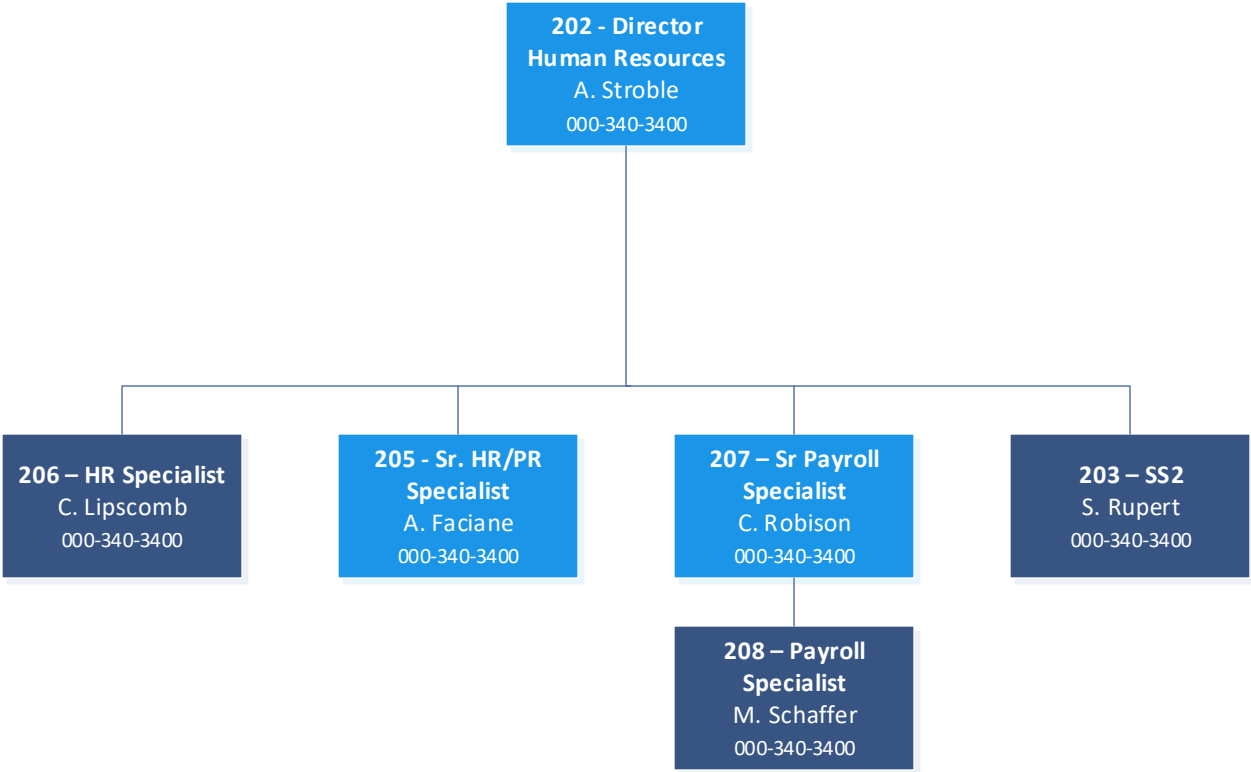 202 - Director
Human Resources
A. Stroble
000-340-3400
206 – HR Specialist
C. Lipscomb
000-340-3400
205 - Sr. HR/PR
Specialist
A. Faciane
000-340-3400
207 – Sr Payroll
Specialist
C. Robison
000-340-3400
203 – SS2
S. Rupert
000-340-3400
208 – Payroll
Specialist
M. Schaffer
000-340-3400